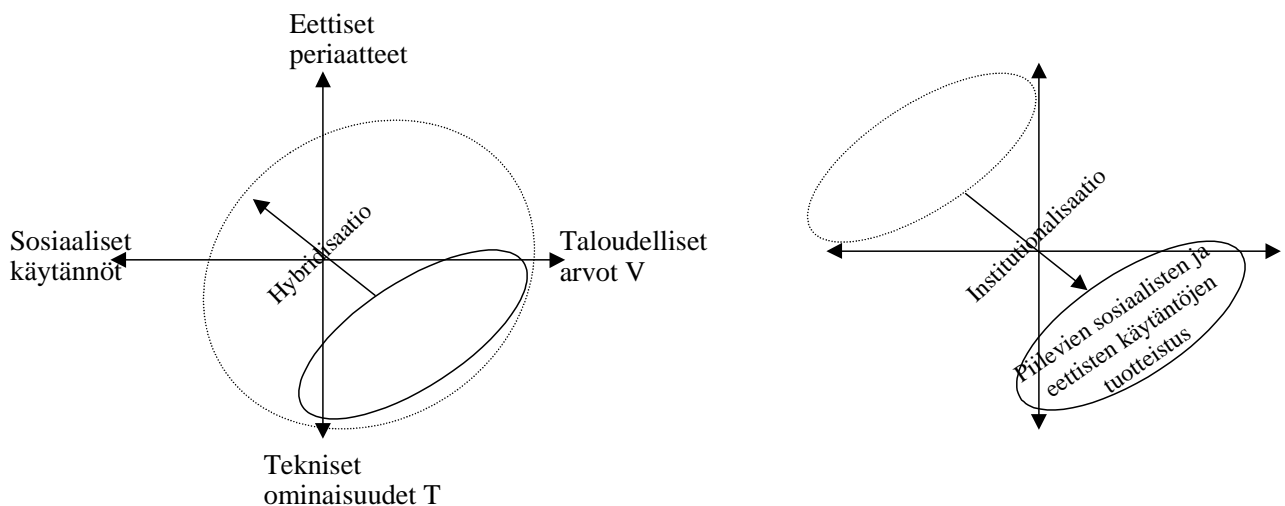 Eettiset
periaatteet
Hybridisaatio
Sosiaaliset
käytännöt
Taloudelliset
arvot V
Tekniset
ominaisuudet T
Institutionalisaatio
Piilevien sosiaalisten ja
eettisten käytäntöjen
tuotteistus